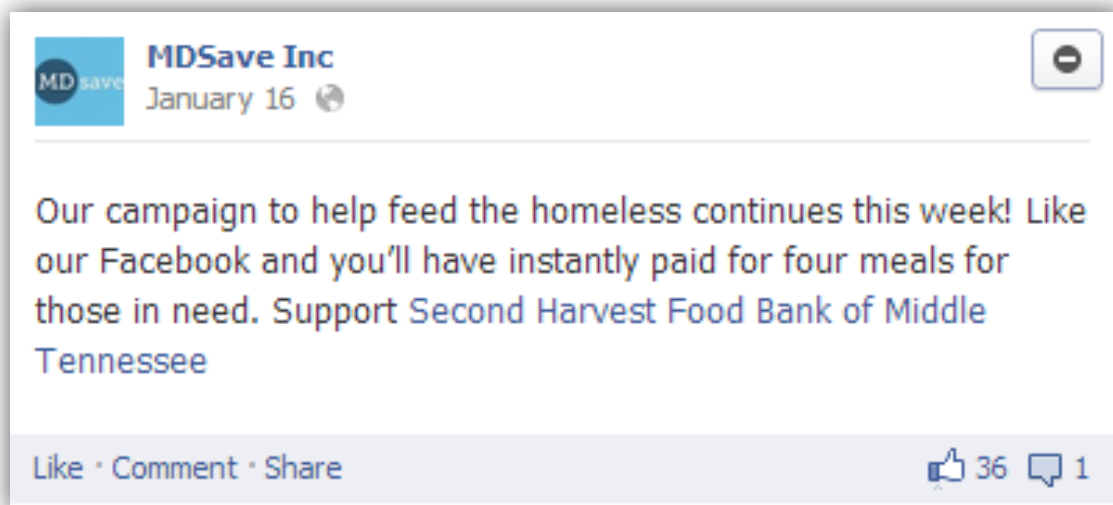 MD save
MDSave Inc
January 16
Our campaign to help feed the homeless continues this week! Like
our Facebook and you’ll have instantly paid for four meals for
those in need. Support Second Harvest Food Bank of Middle
Tennessee
Like · Comment · Share 36 1